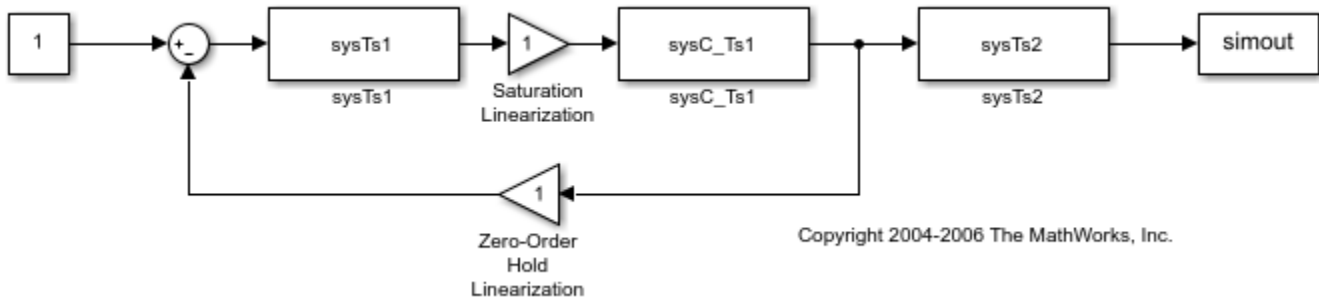 1
+
-
sysTs1
1
sysC_Ts1
sysTs2
simout
sysTs1
Saturation
Linearization
sysC_Ts1
sysTs2
1
Zero-Order
Hold
Linearization
Copyright 2004-2006 The MathWorks, Inc.